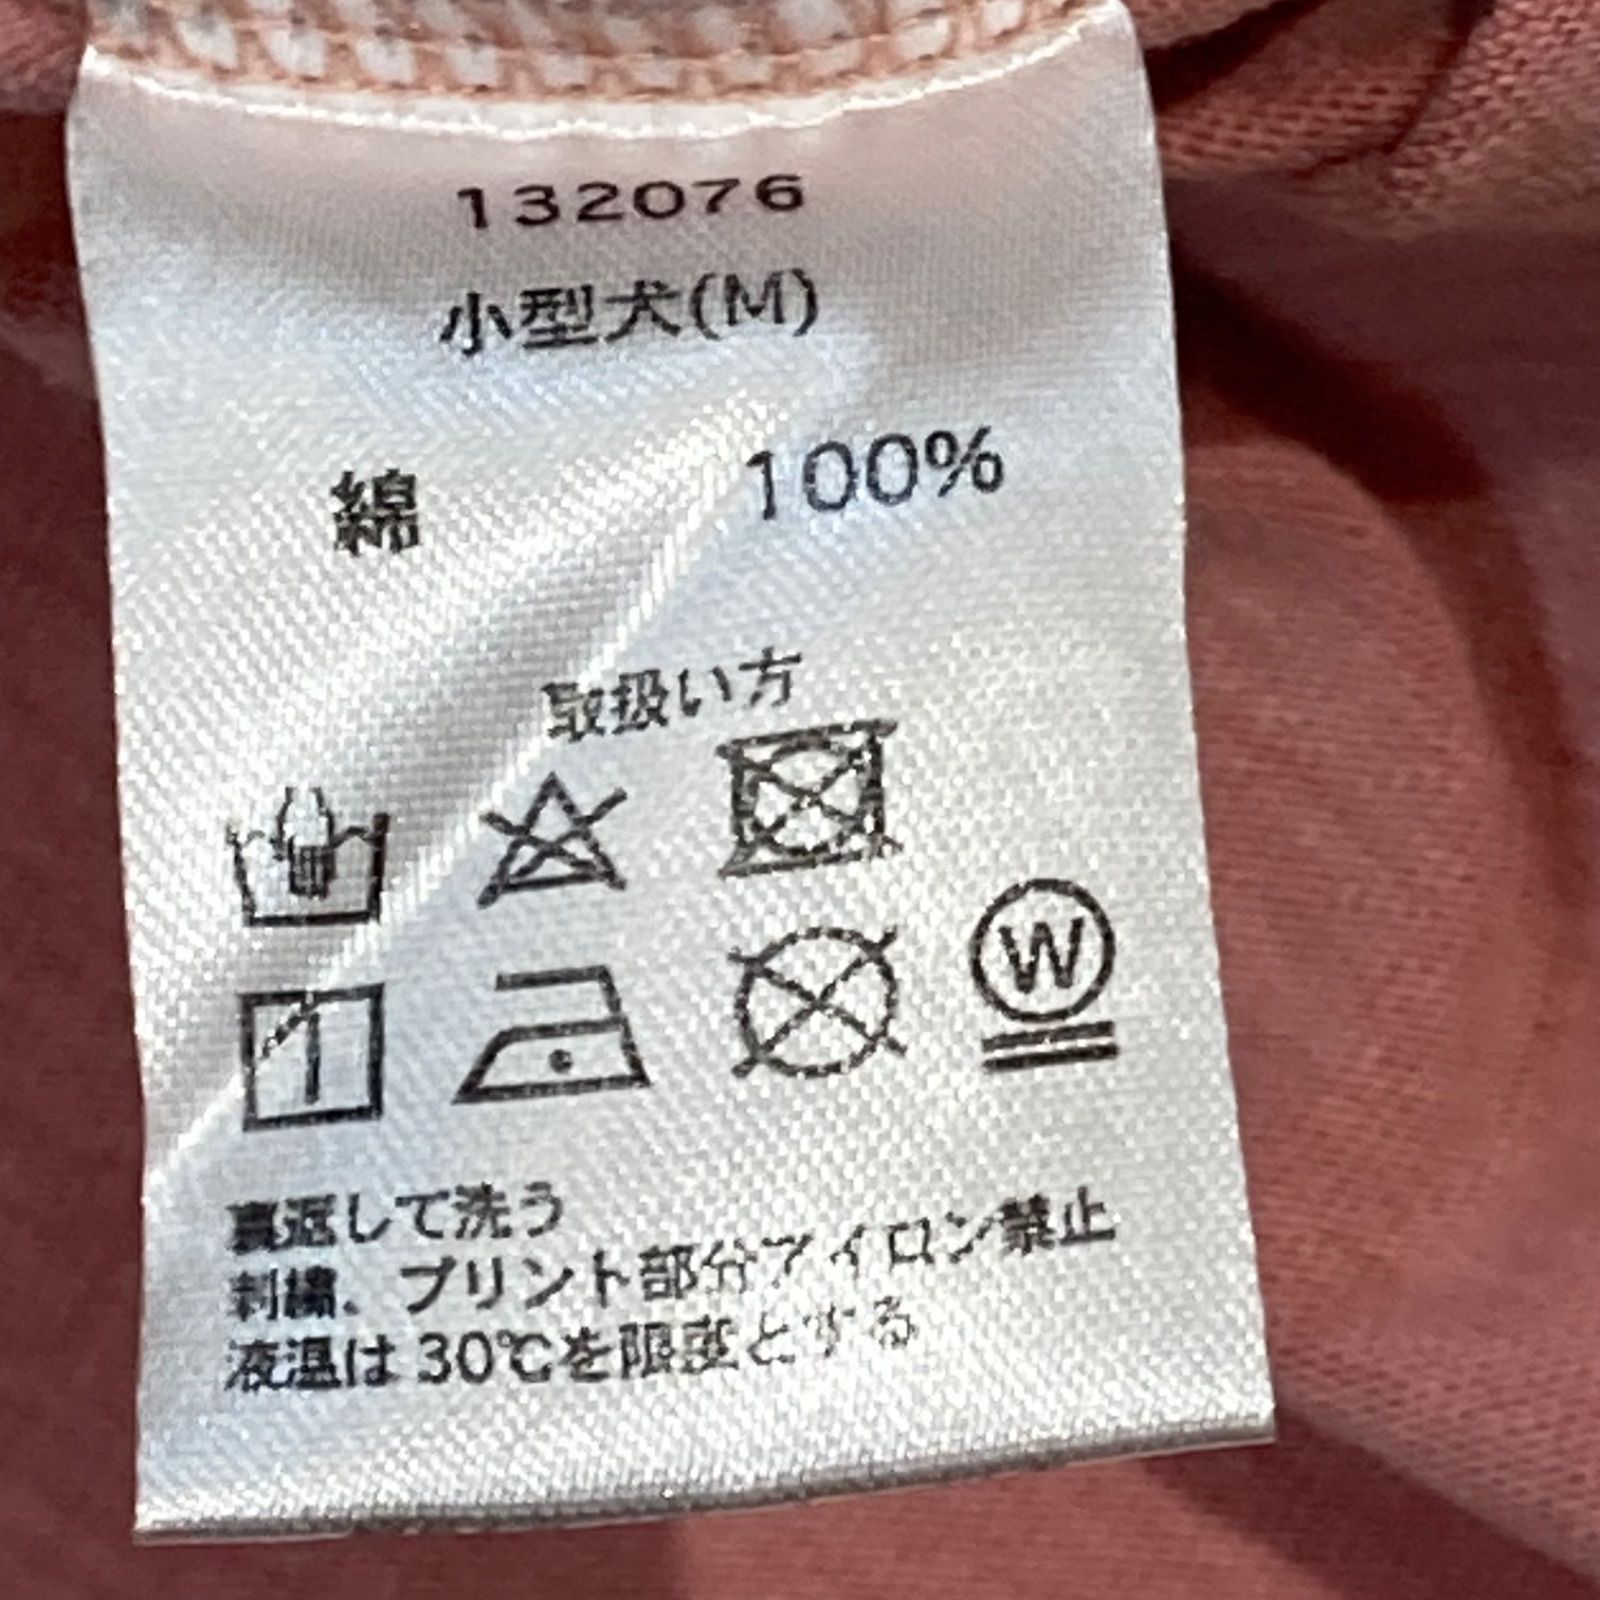 132076
小型犬(M)
綿 100%
取扱い方
W
裏返して洗う
刺繍、プリント部分アイロン禁止
液温は30℃を限度とする